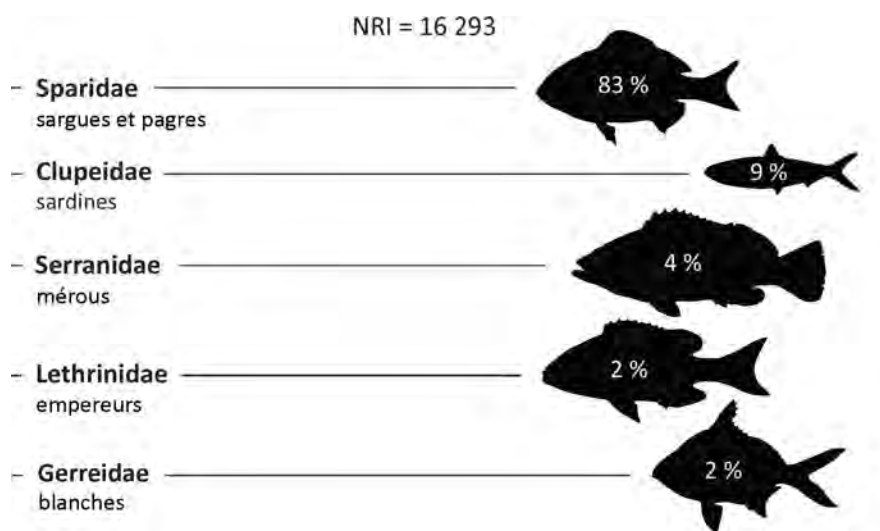 NRI = 16 293
Sparidae 83 %
sargues et pagres
Clupeidae 9 %
sardines
Serranidae 4 %
mérous
Lethrinidae 2 %
empereurs
Gerreidae 2 %
blanches